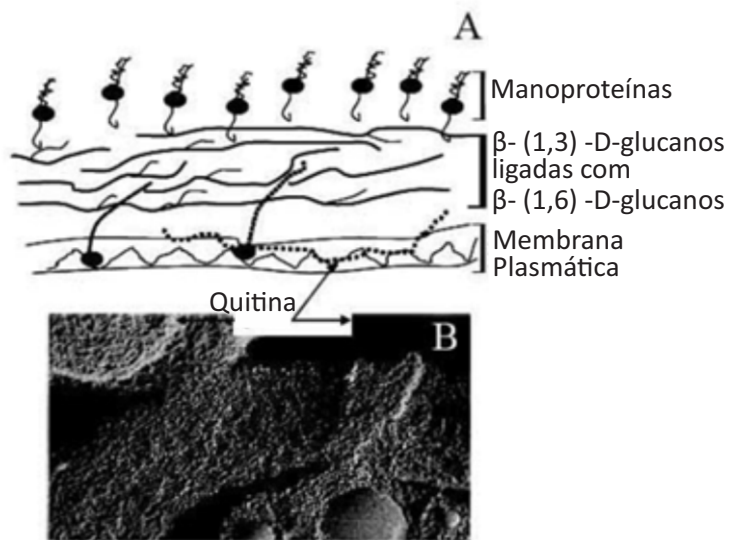 A
Manoproteínas
β- (1,3) -D-glucanos
ligadas com
β- (1,6) -D-glucanos
Membrana
Plasmática
Quitina
B